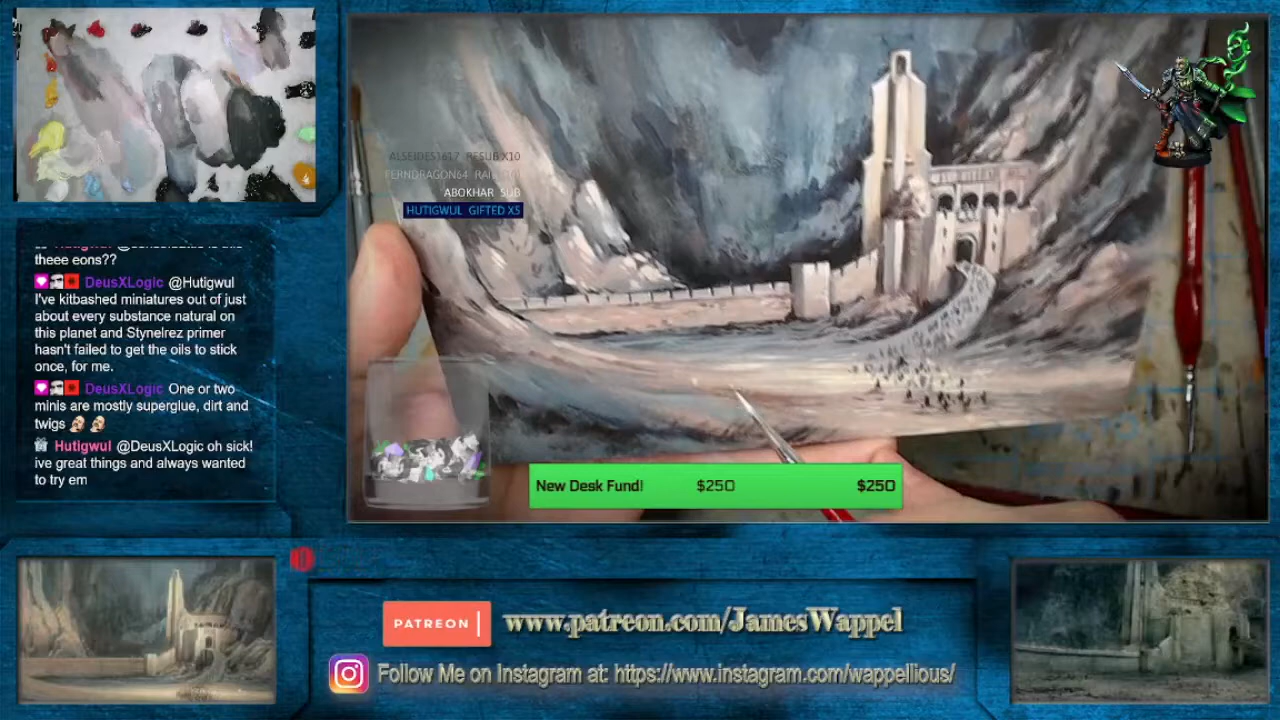 ALSEIDES1617 RESUB X10
FERNDRAGON64
ABOKHAR SUB
HUTIGWUL GIFTED X5
Hutigwul
theee eons??
DeusXLogic @Hutigwul
I've kitbashed miniatures out of just
about every substance natural on
this planet and Stynelrez primer
hasn't failed to get the oils to stick
once, for me.
DeusXLogic One or two
minis are mostly superglue, dirt and
twigs
Hutigwul @DeusXLogic oh sick!
ive great things and always wanted
to try em
New Desk Fund! $250 $250
PATREON
www.patreon.com/JamesWappel
Follow Me on Instagram at: https://www.instagram.com/wappellious/